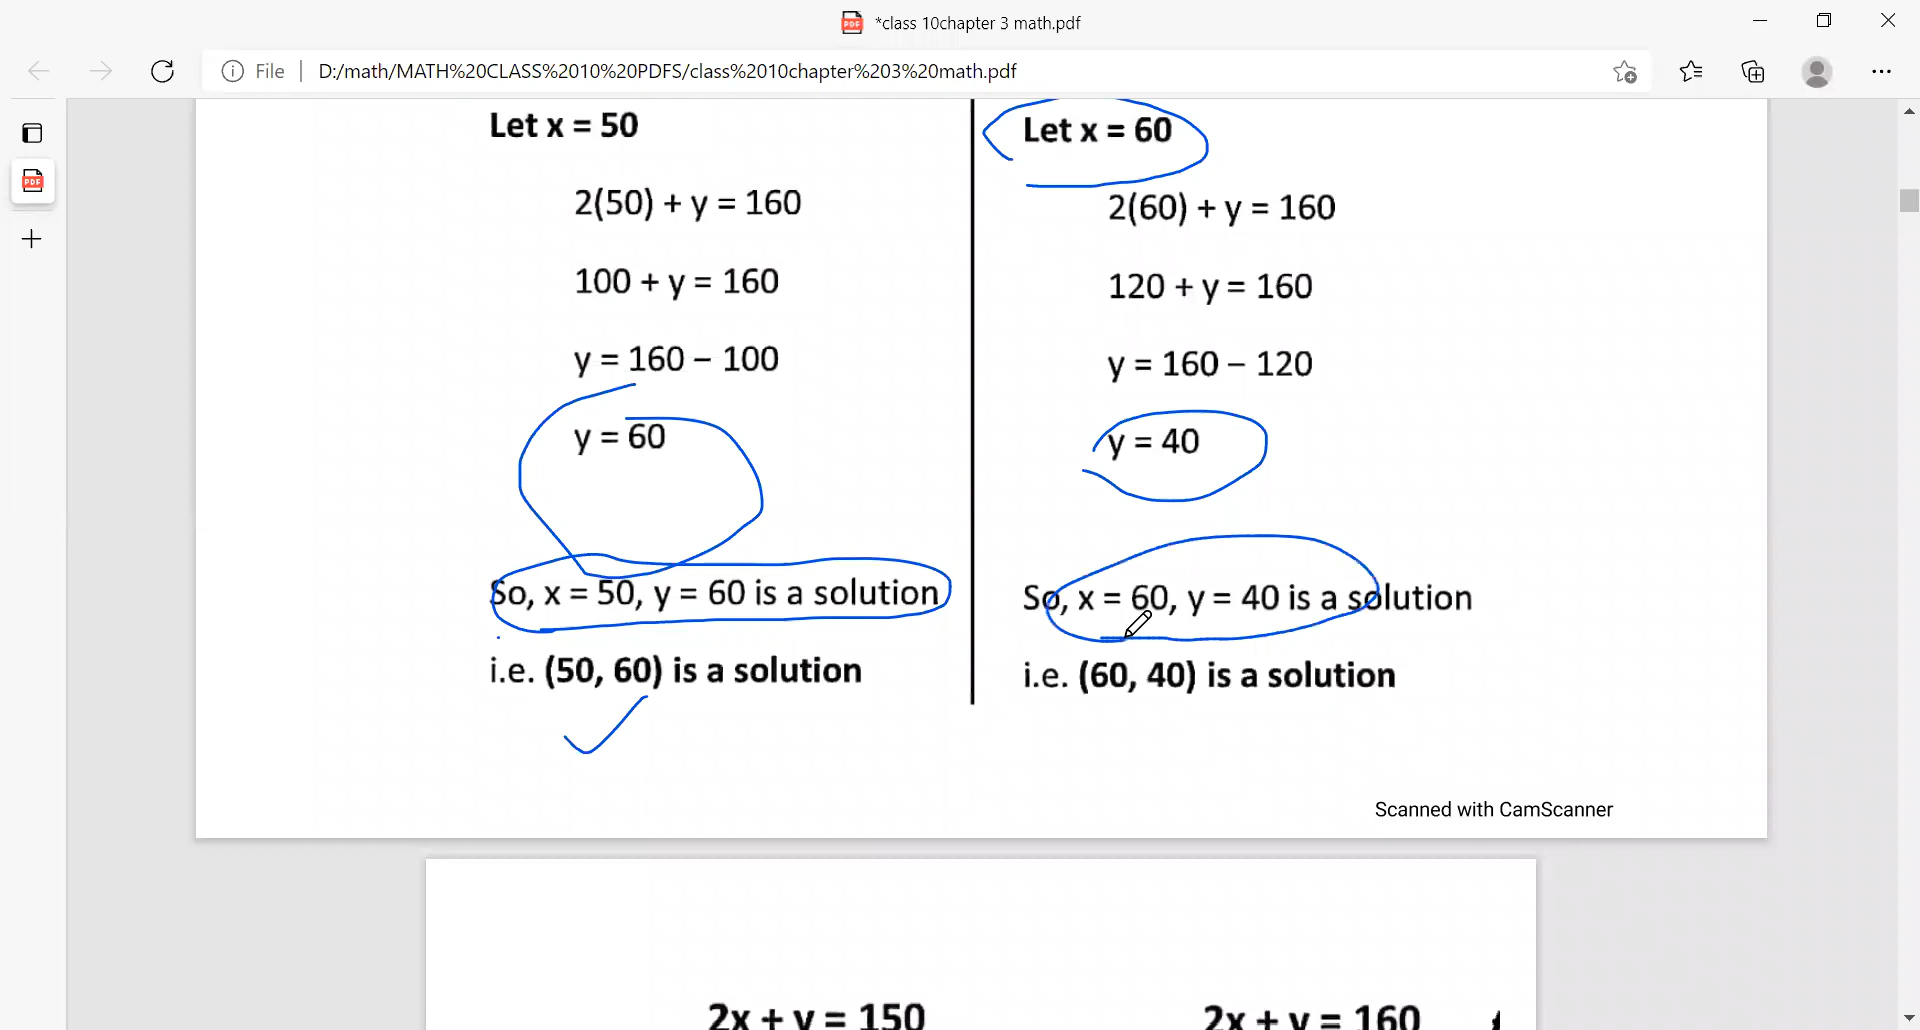 *class 10chapter 3 math.pdf
File | D:/math/MATH%20CLASS%2010%20PDFS/class%2010chapter%203%20math.pdf
Let x = 50
2(50) + y = 160
100 + y = 160
y = 160 – 100
y = 60
So, x = 50, y = 60 is a solution
i.e. (50, 60) is a solution
Let x = 60
2(60) + y = 160
120 + y = 160
y = 160 – 120
y = 40
So, x = 60, y = 40 is a solution
i.e. (60, 40) is a solution
Scanned with CamScanner
2x + y = 150
2x + y = 160